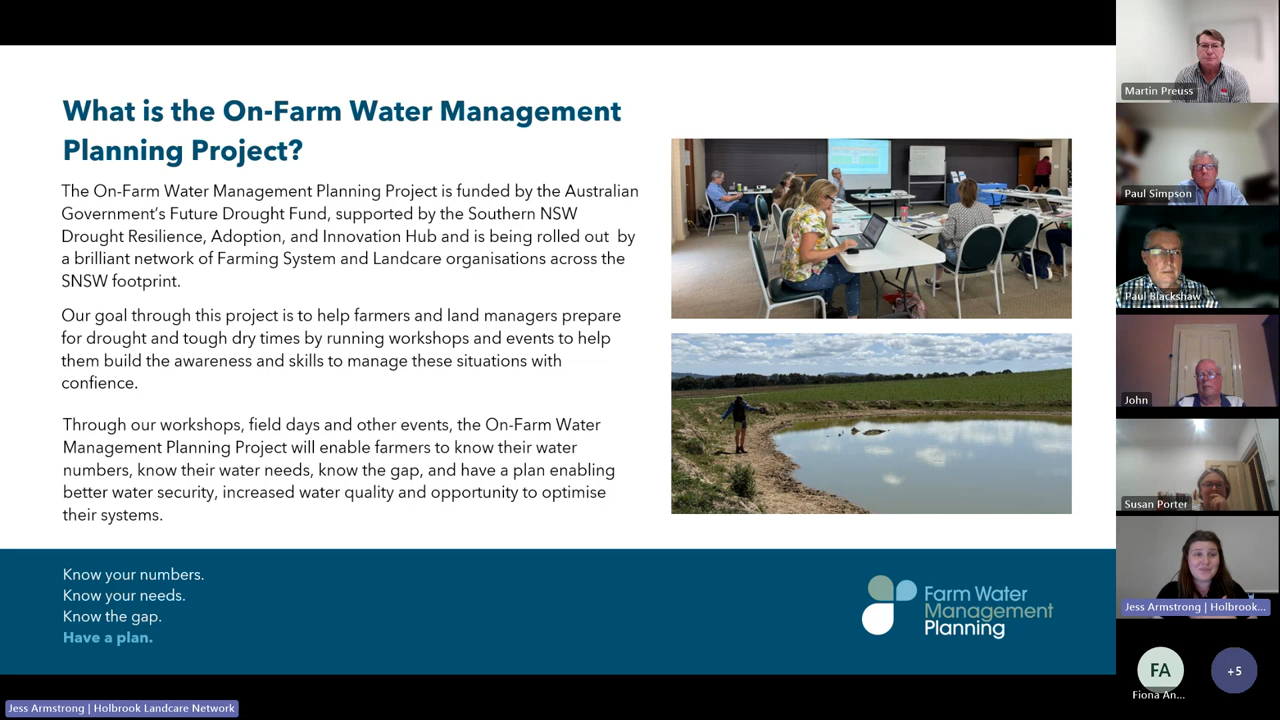 What is the On-Farm Water Management
Planning Project?
The On-Farm Water Management Planning Project is funded by the Australian
Government's Future Drought Fund, supported by the Southern NSW
Drought Resilience, Adoption, and Innovation Hub and is being rolled out by
a brilliant network of Farming System and Landcare organisations across the
SNSW footprint.
Our goal through this project is to help farmers and land managers prepare
for drought and tough dry times by running workshops and events to help
them build the awareness and skills to manage these situations with
confience.
Through our workshops, field days and other events, the On-Farm Water
Management Planning Project will enable farmers to know their water
numbers, know their water needs, know the gap, and have a plan enabling
better water security, increased water quality and opportunity to optimise
their systems.
Know your numbers.
Know your needs.
Know the gap.
Have a plan.
Farm Water
Management
Planning
Jess Armstrong | Holbrook Landcare Network
Martin Preuss
Paul Simpson
Paul Blackshaw
John
Susan Porter
Jess Armstrong | Holbrook...
FA
Fiona An...
+5